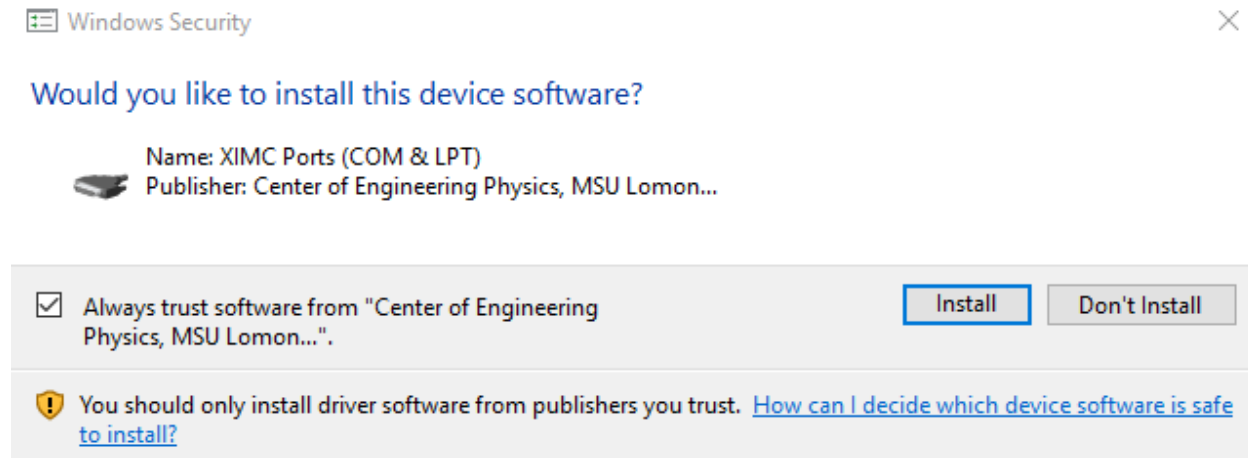 Windows Security
Would you like to install this device software?
Name: XIMC Ports (COM & LPT)
Publisher: Center of Engineering Physics, MSU Lomon...
Always trust software from "Center of Engineering
Physics, MSU Lomon...".
Install
Don't Install
You should only install driver software from publishers you trust. How can I decide which device software is safe
to install?